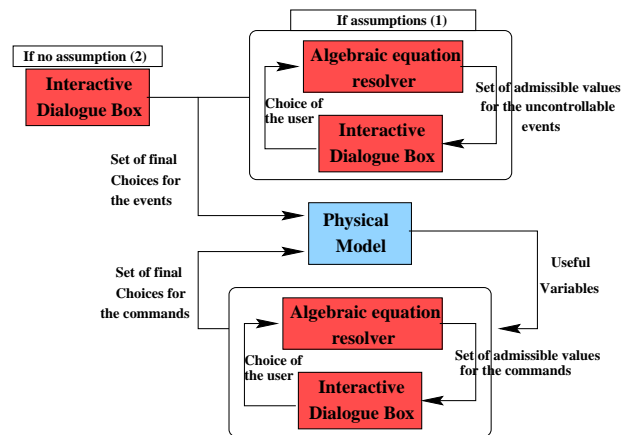 If assumptions (1)
If no assumption (2)
Interactive
Dialogue Box
Algebraic equation
resolver
Choice of
the user
Set of admissible values
for the uncontrollable
events
Interactive
Dialogue Box
Set of final
Choices for
the events
Physical
Model
Set of final
Choices for
the commands
Useful
Variables
Algebraic equation
resolver
Choice of
the user
Set of admissible values
for the commands
Interactive
Dialogue Box